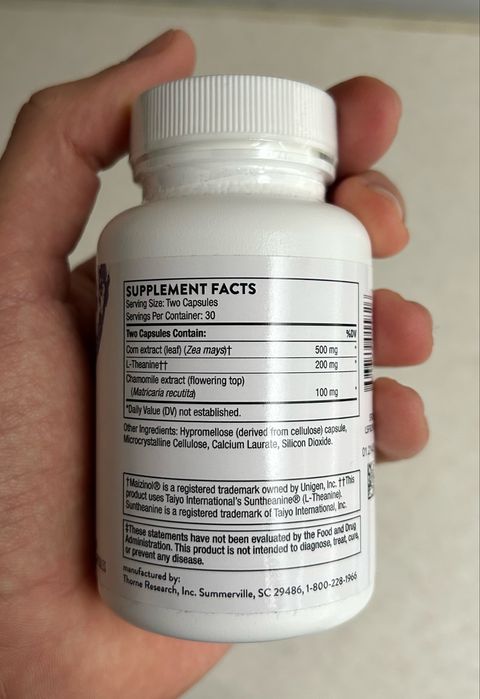 SUPPLEMENT FACTS
Serving Size: Two Capsules
Servings Per Container: 30
Two Capsules Contain: %DV
Corn extract (leaf) (Zea mays)† 500 mg *
L-Theanine†† 200 mg *
Chamomile extract (flowering top)
(Matricaria recutita) 100 mg *
*Daily Value (DV) not established.
Other Ingredients: Hypromellose (derived from cellulose) capsule,
Microcrystalline Cellulose, Calcium Laurate, Silicon Dioxide.
†Maizinol® is a registered trademark owned by Unigen, Inc. ††This
product uses Taiyo International's Suntheanine® (L-Theanine).
Suntheanine is a registered trademark of Taiyo International, Inc.
‡These statements have not been evaluated by the Food and Drug
Administration. This product is not intended to diagnose, treat, cure,
or prevent any disease.
manufactured by:
Thorne Research, Inc. Summerville, SC 29486, 1-800-228-1966